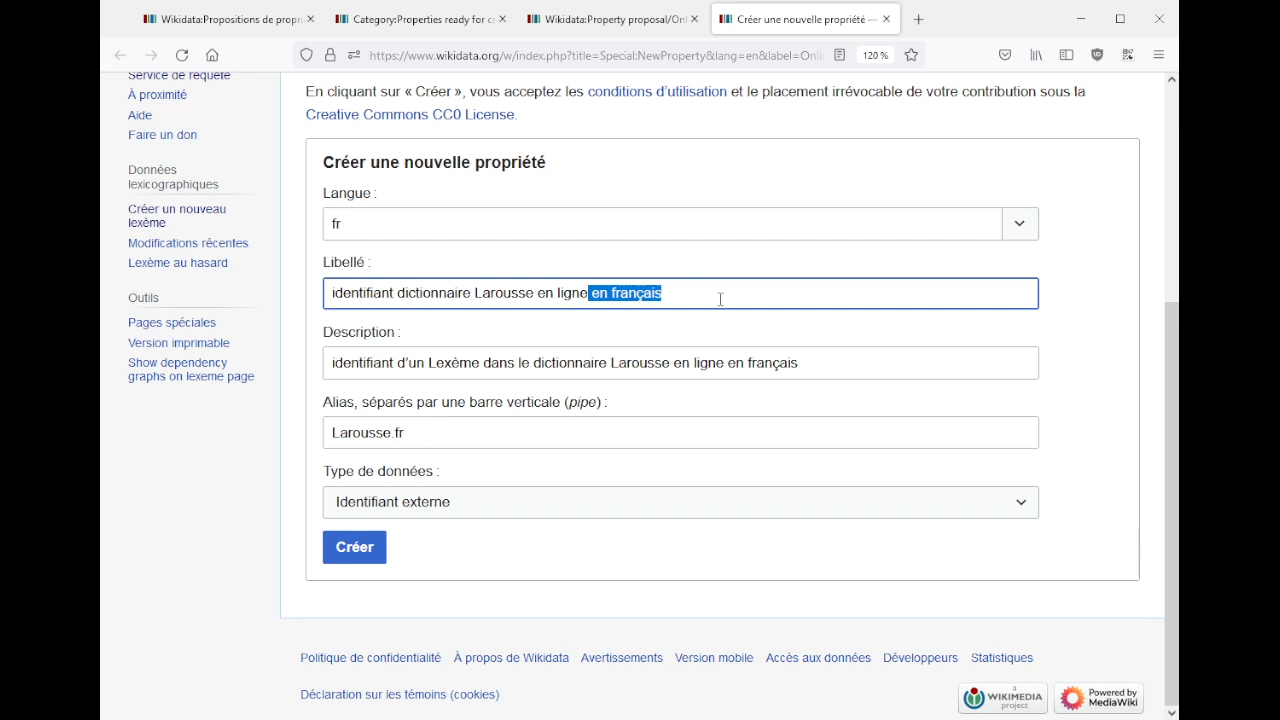 Wikidata:Propositions de propri
Category:Properties ready for cr
Wikidata:Property proposal/Onl
Créer une nouvelle propriété —
https://www.wikidata.org/w/index.php?title=Special:NewProperty&lang=en&label=Onli
120 %
Service de requête
À proximité
Aide
Faire un don
Données
lexicographiques
Créer un nouveau
lexème
Modifications récentes
Lexème au hasard
Outils
Pages spéciales
Version imprimable
Show dependency
graphs on lexeme page
En cliquant sur « Créer », vous acceptez les conditions d'utilisation et le placement irrévocable de votre contribution sous la
Creative Commons CC0 License.
Créer une nouvelle propriété
Langue :
fr
Libellé :
identifiant dictionnaire Larousse en ligne en français
Description :
identifiant d'un Lexème dans le dictionnaire Larousse en ligne en français
Alias, séparés par une barre verticale (pipe) :
Larousse.fr
Type de données :
Identifiant externe
Créer
Politique de confidentialité À propos de Wikidata Avertissements Version mobile Accès aux données Développeurs Statistiques
Déclaration sur les témoins (cookies)
a
WIKIMEDIA
project
Powered by
MediaWiki